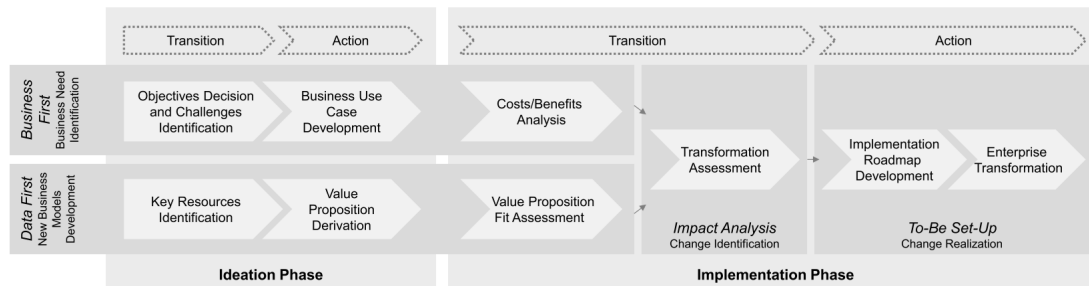 Transition
Action
Transition
Action
Business
First
Business Need
Identification
Objectives Decision
and Challenges
Identification
Business Use
Case
Development
Costs/Benefits
Analysis
Data First
New Business
Models
Development
Key Resources
Identification
Value
Proposition
Derivation
Value Proposition
Fit Assessment
Transformation
Assessment
Impact Analysis
Change Identification
Implementation
Roadmap
Development
Enterprise
Transformation
To-Be Set-Up
Change Realization
Ideation Phase
Implementation Phase